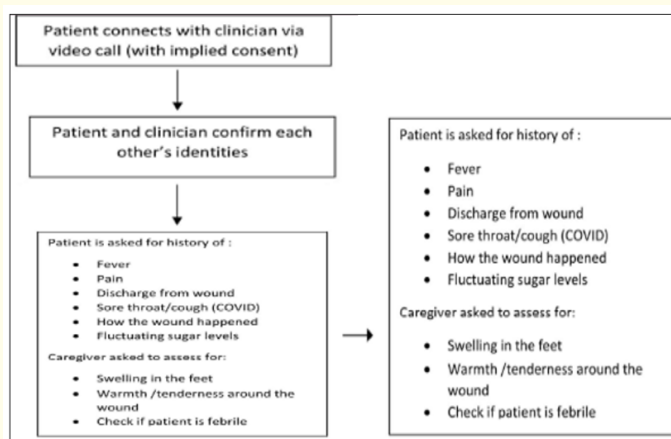 Patient connects with clinician via
video call (with implied consent)
Patient and clinician confirm each
other's identities
Patient is asked for history of :
• Fever
• Pain
• Discharge from wound
• Sore throat/cough (COVID)
• How the wound happened
• Fluctuating sugar levels
Caregiver asked to assess for:
• Swelling in the feet
• Warmth/tenderness around the
wound
• Check if patient is febrile
Patient is asked for history of :
• Fever
• Pain
• Discharge from wound
• Sore throat/cough (COVID)
• How the wound happened
• Fluctuating sugar levels
Caregiver asked to assess for:
• Swelling in the feet
• Warmth /tenderness around the
wound
• Check if patient is febrile